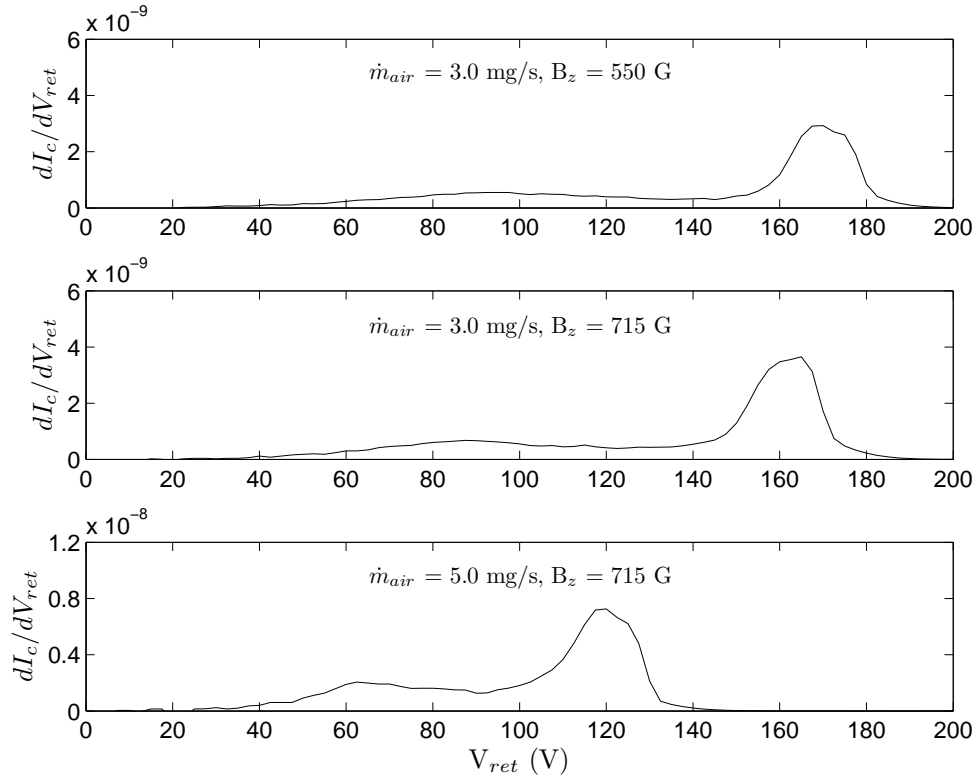 x 10⁻⁹
6
4
2
0
dI_c/dV_ret
ṁ_air = 3.0 mg/s, B_z = 550 G
0 20 40 60 80 100 120 140 160 180 200
x 10⁻⁹
6
4
2
0
dI_c/dV_ret
ṁ_air = 3.0 mg/s, B_z = 715 G
0 20 40 60 80 100 120 140 160 180 200
x 10⁻⁸
1.2
0.8
0.4
0
dI_c/dV_ret
ṁ_air = 5.0 mg/s, B_z = 715 G
0 20 40 60 80 100 120 140 160 180 200
V_ret (V)